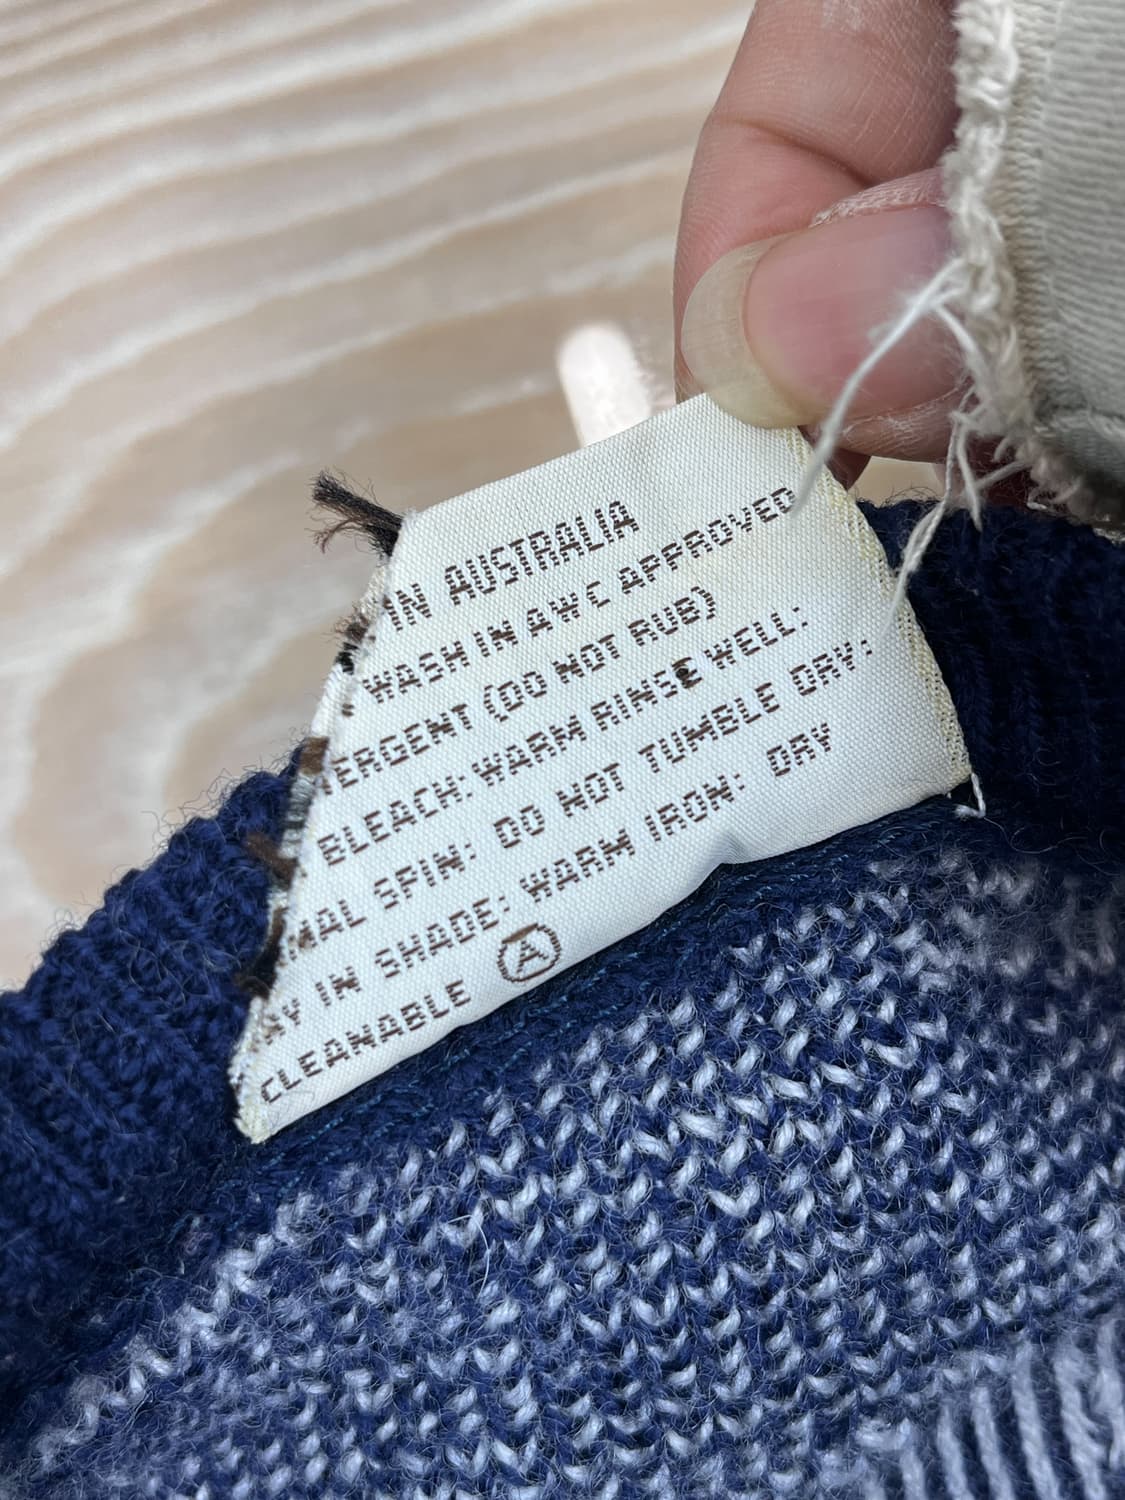 IN AUSTRALIA
WASH IN AWC APPROVED
ERGENT (DO NOT RUB)
BLEACH: WARM RINSE WELL:
MAL SPIN: DO NOT TUMBLE DRY:
Y IN SHADE: WARM IRON: DRY
CLEANABLE A